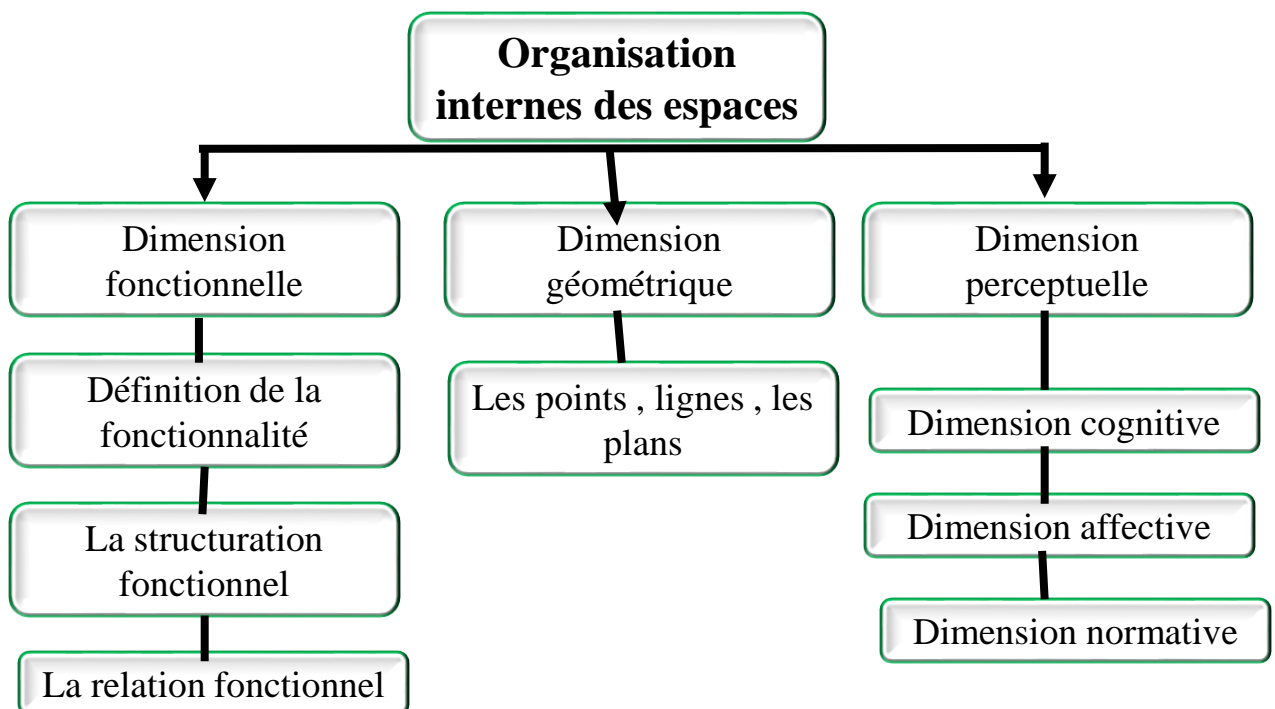 Organisation
internes des espaces
Dimension
fonctionnelle
Dimension
géométrique
Dimension
perceptuelle
Définition de la
fonctionnalité
Les points , lignes , les
plans
Dimension cognitive
La structuration
fonctionnel
Dimension affective
Dimension normative
La relation fonctionnel